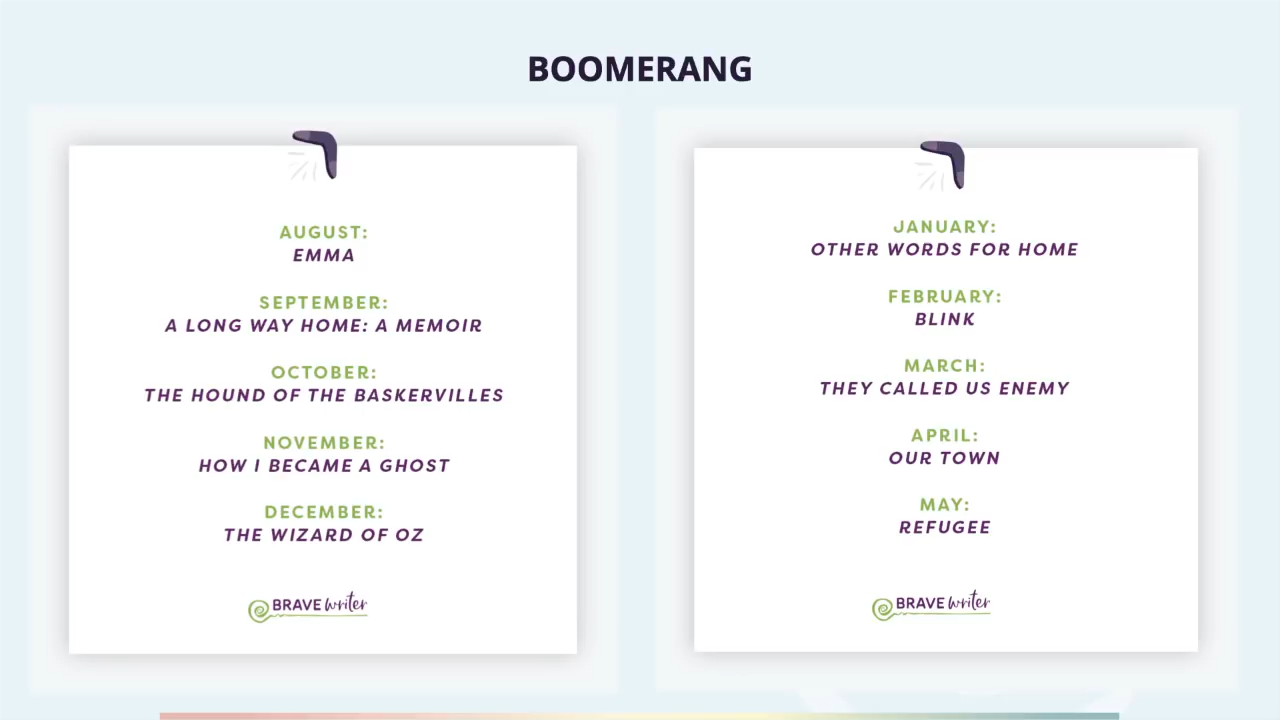 BOOMERANG
AUGUST:
EMMA
SEPTEMBER:
A LONG WAY HOME: A MEMOIR
OCTOBER:
THE HOUND OF THE BASKERVILLES
NOVEMBER:
HOW I BECAME A GHOST
DECEMBER:
THE WIZARD OF OZ
BRAVE writer
JANUARY:
OTHER WORDS FOR HOME
FEBRUARY:
BLINK
MARCH:
THEY CALLED US ENEMY
APRIL:
OUR TOWN
MAY:
REFUGEE
BRAVE writer